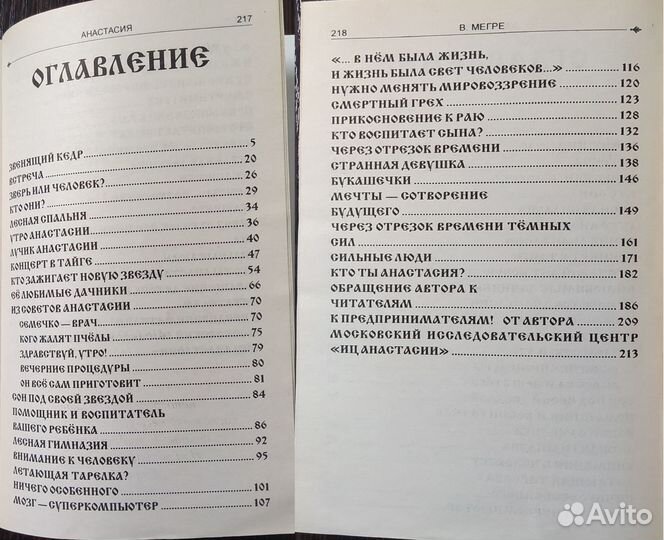 АНАСТАСИЯ 217
ОГЛАВЛЕНИЕ
ЗВЕНЯЩИЙ КЕДР 5
ВСТРЕЧА 20
ЗВЕРЬ ИЛИ ЧЕЛОВЕК? 26
КТО ОНИ? 29
ЛЕСНАЯ СПАЛЬНЯ 34
УТРО АНАСТАСИИ 36
ЛУЧИК АНАСТАСИИ 40
КОНЦЕРТ В ТАЙГЕ 47
КТО ЗАЖИГАЕТ НОВУЮ ЗВЕЗДУ 54
ЕЁ ЛЮБИМЫЕ ДАЧНИКИ 66
ИЗ СОВЕТОВ АНАСТАСИИ 70
СЕМЕЧКО — ВРАЧ 70
КОГО ЖАЛЯТ ПЧЁЛЫ 75
ЗДРАВСТВУЙ, УТРО! 79
ВЕЧЕРНИЕ ПРОЦЕДУРЫ 80
ОН ВСЁ САМ ПРИГОТОВИТ 81
СОН ПОД СВОЕЙ ЗВЕЗДОЙ 84
ПОМОЩНИК И ВОСПИТАТЕЛЬ
ВАШЕГО РЕБЁНКА 86
ЛЕСНАЯ ГИМНАЗИЯ 92
ВНИМАНИЕ К ЧЕЛОВЕКУ 95
ЛЕТАЮЩАЯ ТАРЕЛКА?
НИЧЕГО ОСОБЕННОГО 101
МОЗГ — СУПЕРКОМПЬЮТЕР 107
218 В МЕГРЕ
«... В НЁМ БЫЛА ЖИЗНЬ,
И ЖИЗНЬ БЫЛА СВЕТ ЧЕЛОВЕКОВ...» 116
НУЖНО МЕНЯТЬ МИРОВОЗЗРЕНИЕ 120
СМЕРТНЫЙ ГРЕХ 123
ПРИКОСНОВЕНИЕ К РАЮ 128
КТО ВОСПИТАЕТ СЫНА? 132
ЧЕРЕЗ ОТРЕЗОК ВРЕМЕНИ 136
СТРАННАЯ ДЕВУШКА 138
БУКАШЕЧКИ 146
МЕЧТЫ — СОТВОРЕНИЕ
БУДУЩЕГО 149
ЧЕРЕЗ ОТРЕЗОК ВРЕМЕНИ ТЁМНЫХ
СИЛ 161
СИЛЬНЫЕ ЛЮДИ 171
КТО ТЫ АНАСТАСИЯ? 182
ОБРАЩЕНИЕ АВТОРА К
ЧИТАТЕЛЯМ 186
К ПРЕДПРИНИМАТЕЛЯМ! ОТ АВТОРА 209
МОСКОВСКИЙ ИССЛЕДОВАТЕЛЬСКИЙ ЦЕНТР
«ИЦ АНАСТАСИИ» 213
Avito